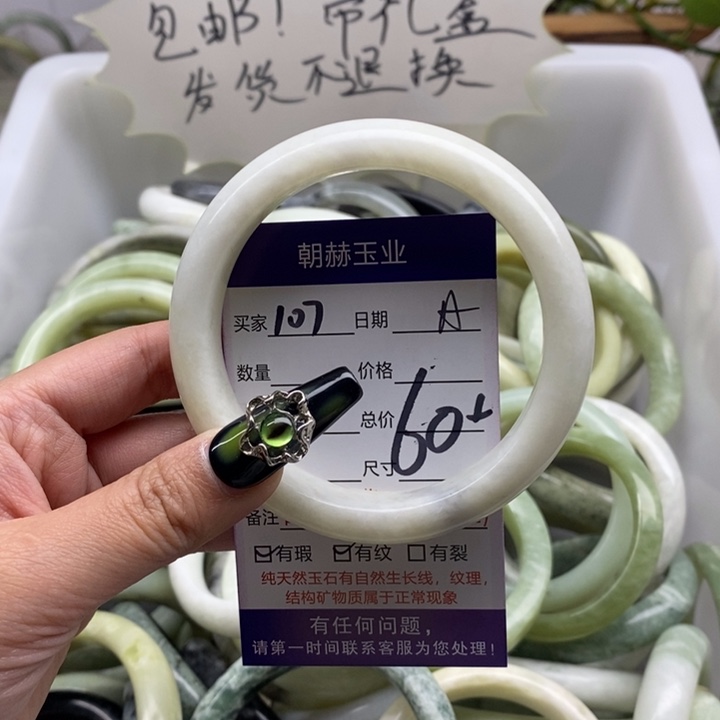 包邮！带礼盒
发货不退换
朝赫玉业
买家 107 日期 A
数量 价格
总价
尺寸 60+
备注
☑有瑕 ☑有纹 ☐有裂
纯天然玉石有自然生长线，纹理，
结构矿物质属于正常现象
有任何问题，
请第一时间联系客服为您处理！